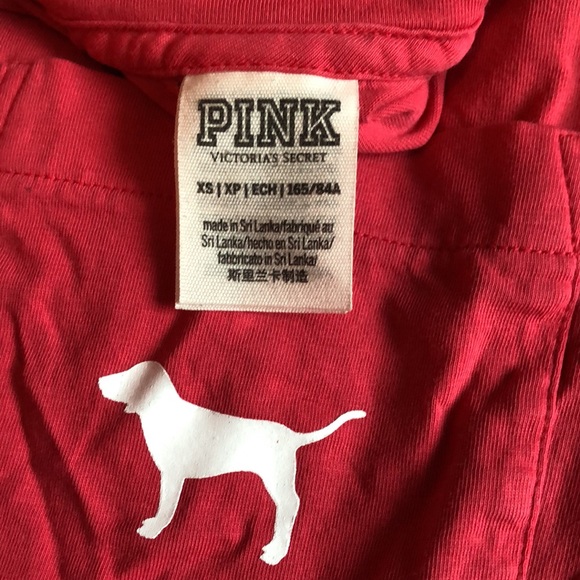 PINK
VICTORIA'S SECRET
XS | XP | ECH | 165/84A
made in Sri Lanka/fabriqué au
Sri Lanka/hecho en Sri Lanka/
fabbricato in Sri Lanka/
斯里兰卡制造